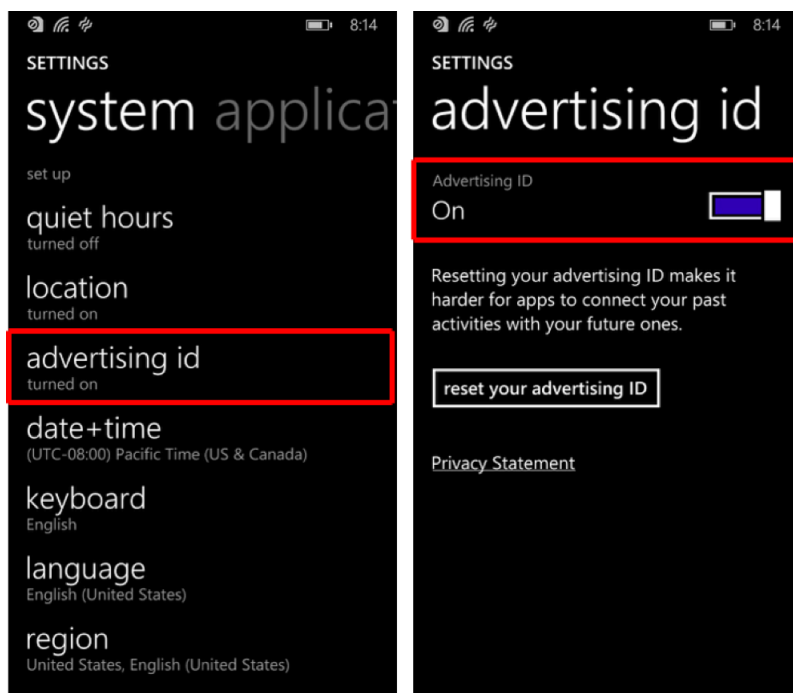 8:14
SETTINGS
system applica
set up
quiet hours
turned off
location
turned on
advertising id
turned on
date+time
(UTC-08:00) Pacific Time (US & Canada)
keyboard
English
language
English (United States)
region
United States, English (United States)
8:14
SETTINGS
advertising id
Advertising ID
On
Resetting your advertising ID makes it
harder for apps to connect your past
activities with your future ones.
reset your advertising ID
Privacy Statement